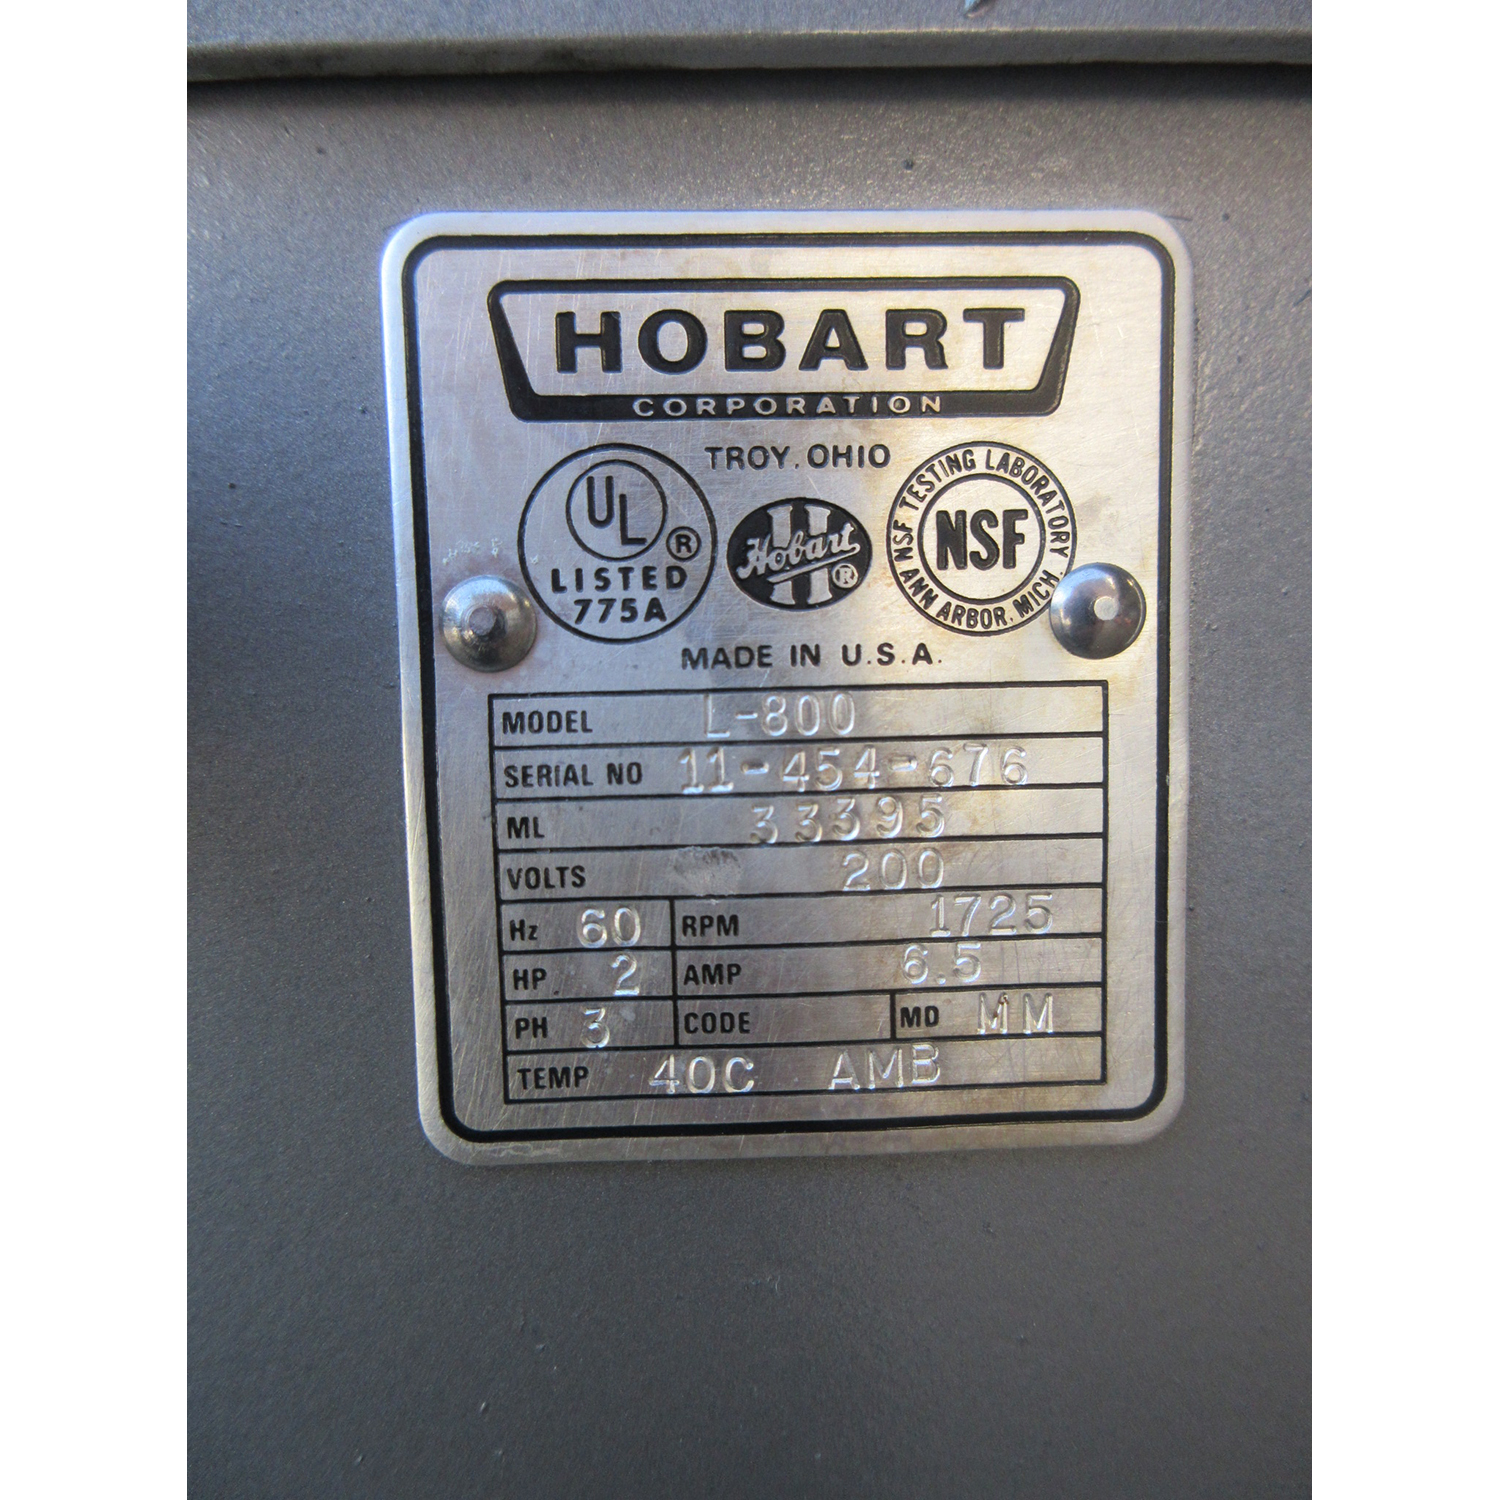 HOBART
CORPORATION
TROY, OHIO
UL
®
LISTED
775A
H
Hobart
®
NSF TESTING LABORATORY
NSF
ANN ARBOR, MICH.
MADE IN U.S.A.
MODEL L-800
SERIAL NO 11-454-676
ML 33395
VOLTS 200
Hz 60 RPM 1725
HP 2 AMP 6.5
PH 3 CODE MD MM
TEMP 40C AMB